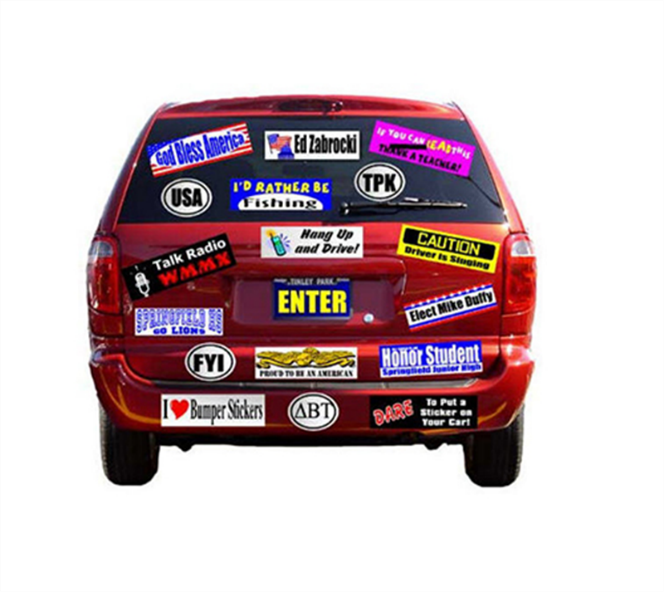 God Bless America
Ed Zabrocki
IF YOU CAN READ THIS
THANK A TEACHER!
USA
I'D RATHER BE
Fishing
TPK
Hang Up
and Drive!
CAUTION
Driver is Singing
Talk Radio
WMMX
TINLEY PARK
ENTER
Elect Mike Duffy
SPRINGFIELD HS
GO LIONS
FYI
PROUD TO BE AN AMERICAN
Honor Student
Springfield Junior High
I ❤ Bumper Stickers
ΔΒΤ
DARE
To Put a
Sticker on
Your Car!